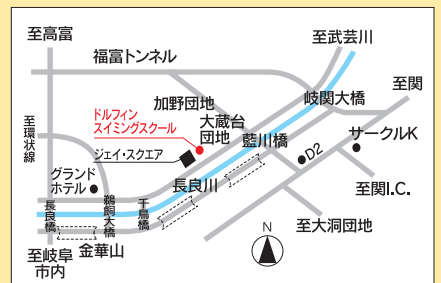 至高富
福富トンネル
至武芸川
至関
加野団地
岐関大橋
ドルフィン
スイミングスクール
大蔵台
団地
藍川橋
サークルK
至環状線
ジェイ・スクエア
D2
グランド
ホテル
長良川
至関I.C.
長良橋
鵜飼大橋
千鳥橋
至大洞団地
金華山
至岐阜
市内
N